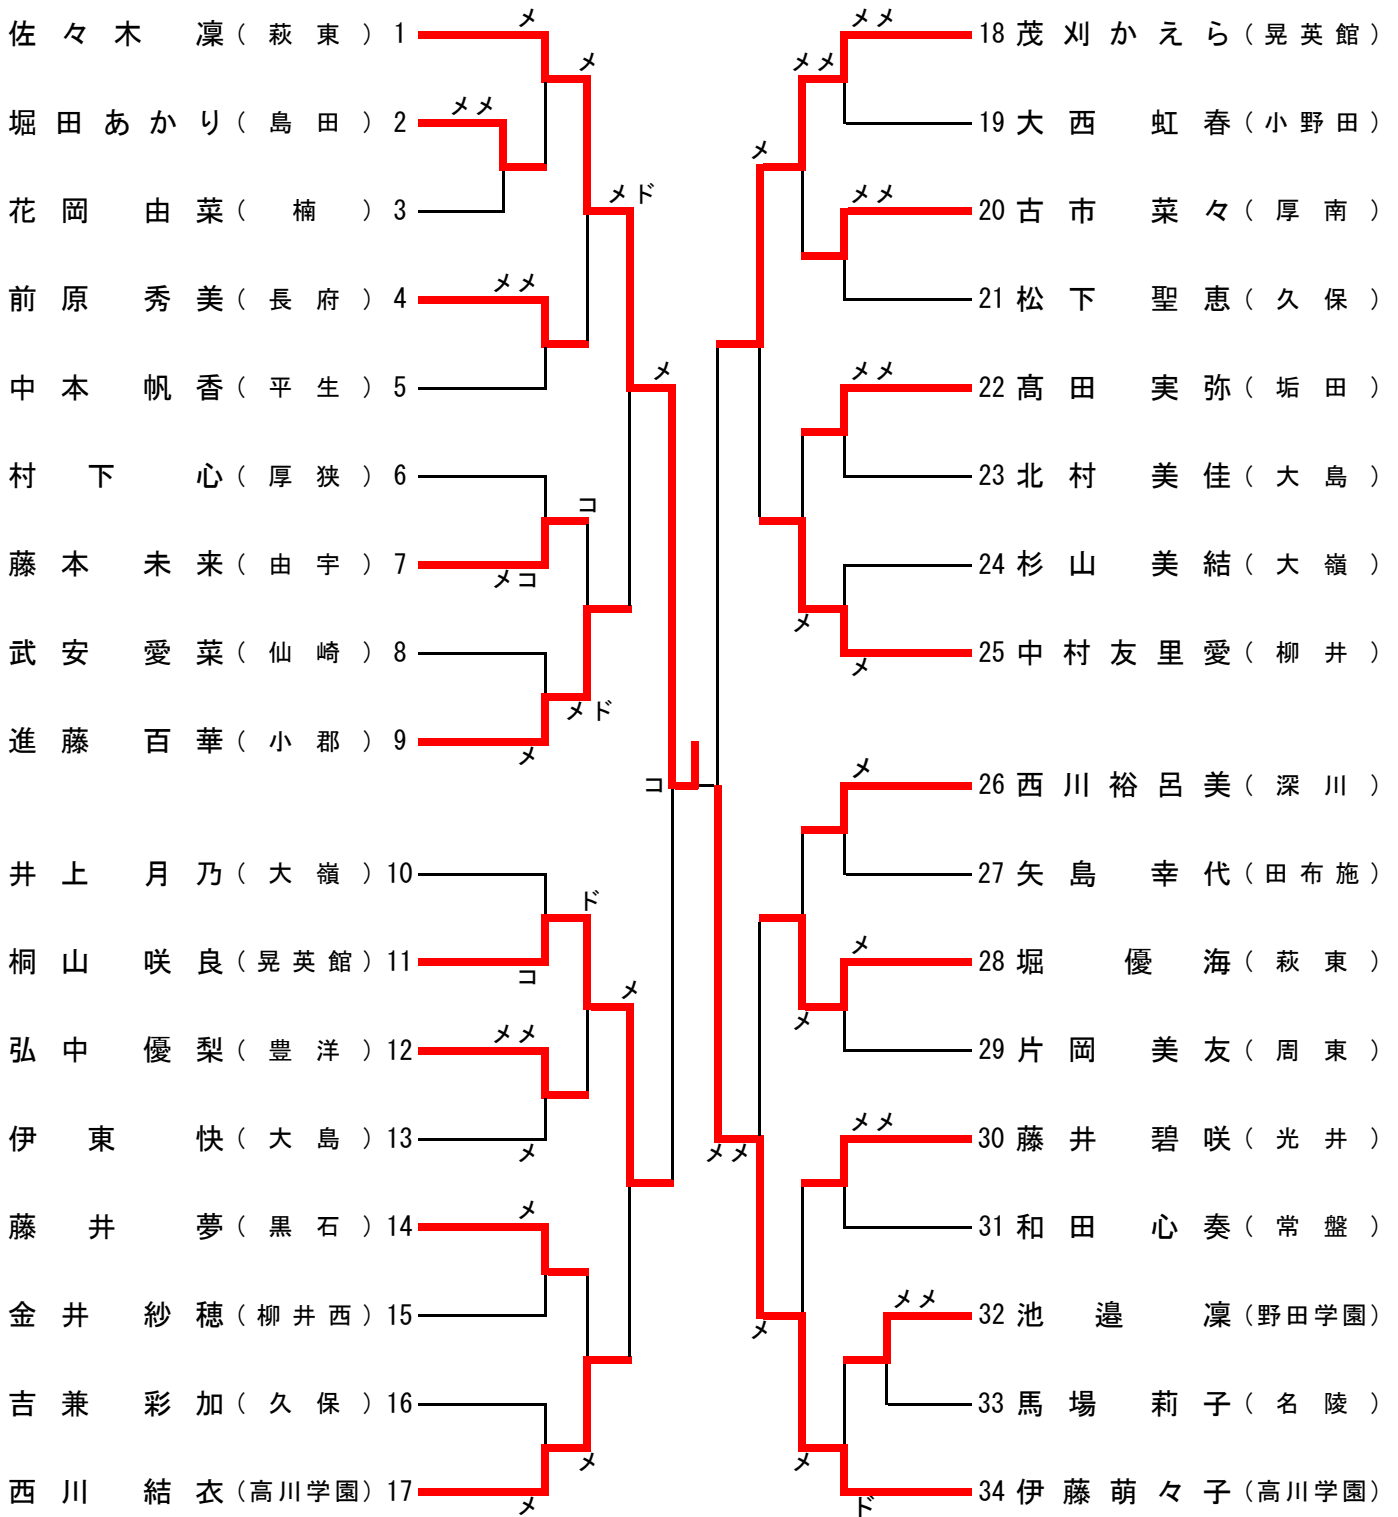 佐々木 凜（萩東）1
堀田あかり（島田）2
花岡 由菜（楠）3
前原 秀美（長府）4
中本 帆香（平生）5
村下 心（厚狭）6
藤本 未来（由宇）7
武安 愛菜（仙崎）8
進藤 百華（小郡）9
井上 月乃（大嶺）10
桐山 咲良（晃英館）11
弘中 優梨（豊洋）12
伊東 快（大島）13
藤井 夢（黒石）14
金井 紗穂（柳井西）15
吉兼 彩加（久保）16
西川 結衣（高川学園）17
メ
メメ
メ
メメ
メド
コ
メコ
メド
メ
メ
コ
ド
コ
メメ
メ
メ
メ
メ
メ
メメ
メメ
メ
メメ
メメ
メ
メ
メ
メ
メ
メメ
メメ
メメ
メ
メ
ド
18 茂刈かえら（晃英館）
19 大西 虹春（小野田）
20 古市 菜々（厚南）
21 松下 聖恵（久保）
22 髙田 実弥（垢田）
23 北村 美佳（大島）
24 杉山 美結（大嶺）
25 中村友里愛（柳井）
26 西川裕呂美（深川）
27 矢島 幸代（田布施）
28 堀 優海（萩東）
29 片岡 美友（周東）
30 藤井 碧咲（光井）
31 和田 心奏（常盤）
32 池邉 凜（野田学園）
33 馬場 莉子（名陵）
34 伊藤萌々子（高川学園）